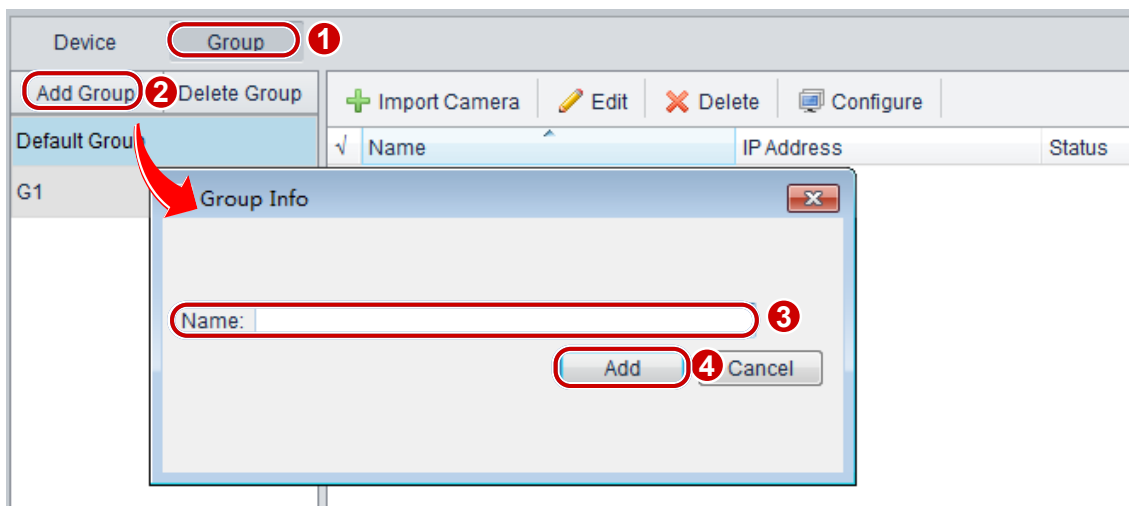 Device Group 1
Add Group 2 Delete Group Import Camera Edit Delete Configure
Default Group √ Name IP Address Status
G1
Group Info
Name: 3
Add 4 Cancel